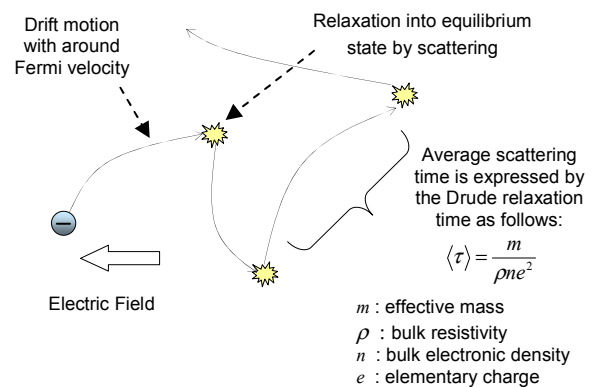 Drift motion
with around
Fermi velocity
Relaxation into equilibrium
state by scattering
−
Electric Field
Average scattering
time is expressed by
the Drude relaxation
time as follows:
⟨τ⟩ = m / ρne²
m : effective mass
ρ : bulk resistivity
n : bulk electronic density
e : elementary charge